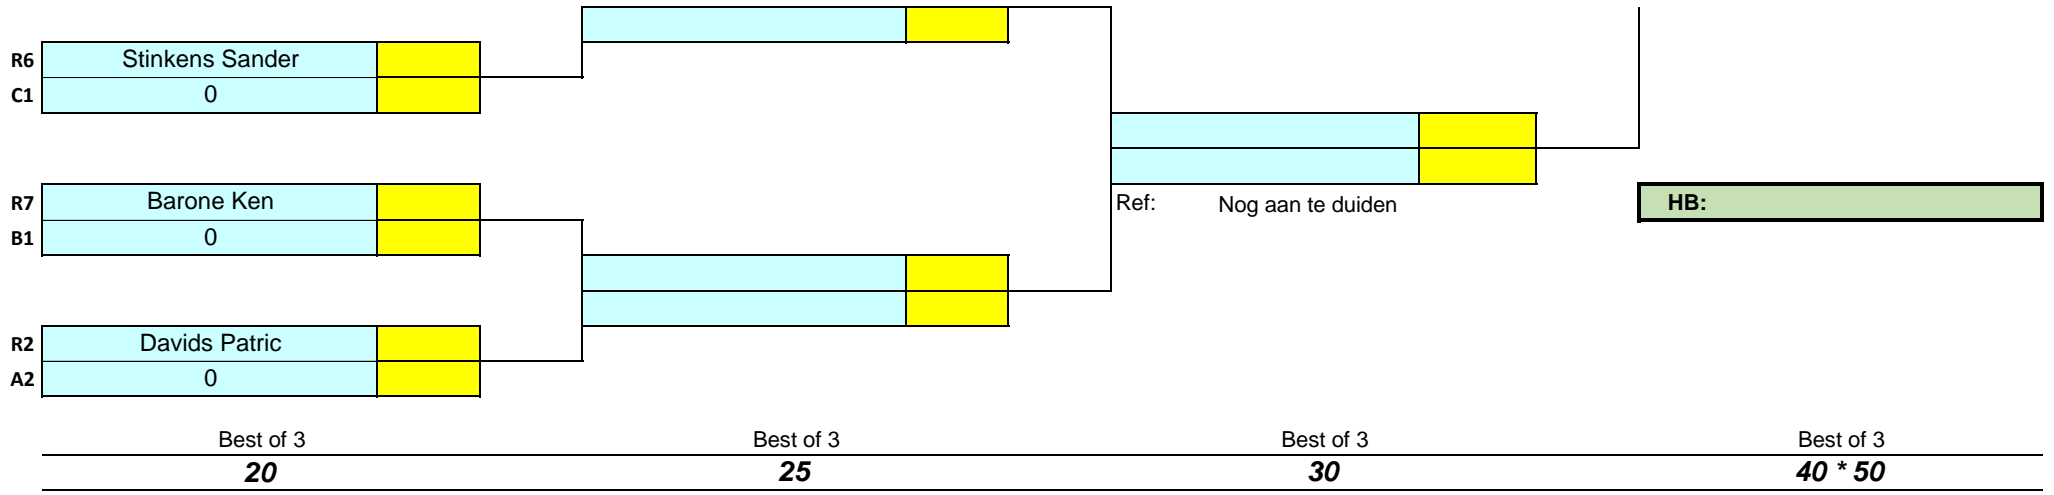 R6 Stinkens Sander
C1 0
R7 Barone Ken
B1 0
Ref: Nog aan te duiden
HB:
R2 Davids Patric
A2 0
Best of 3 Best of 3 Best of 3 Best of 3
20 25 30 40 * 50